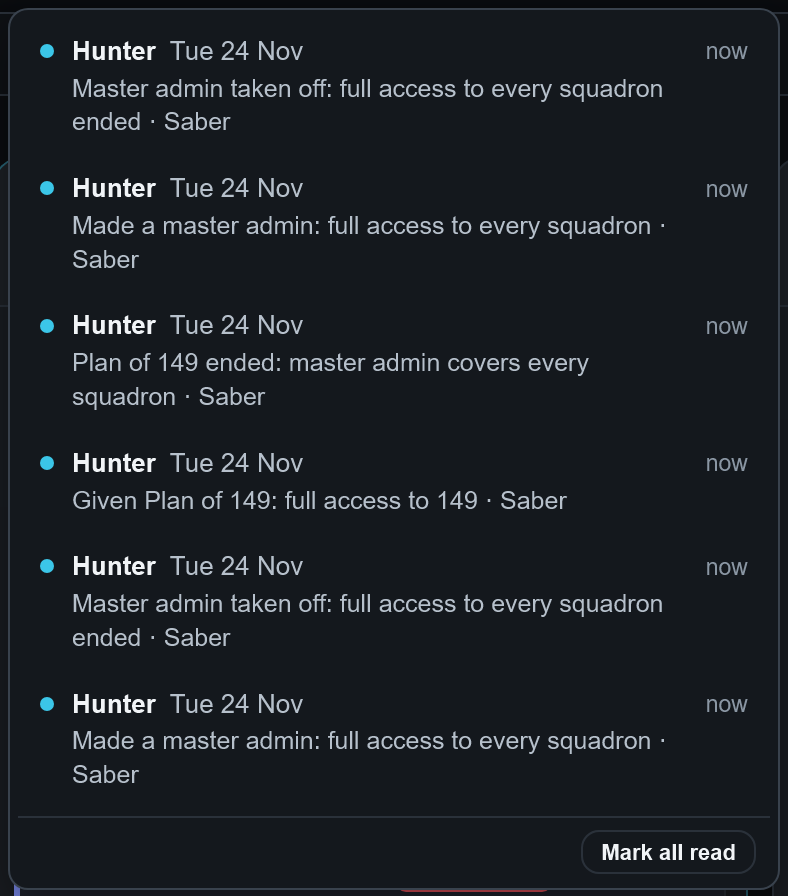 Hunter Tue 24 Nov now
Master admin taken off: full access to every squadron
ended · Saber
Hunter Tue 24 Nov now
Made a master admin: full access to every squadron ·
Saber
Hunter Tue 24 Nov now
Plan of 149 ended: master admin covers every
squadron · Saber
Hunter Tue 24 Nov now
Given Plan of 149: full access to 149 · Saber
Hunter Tue 24 Nov now
Master admin taken off: full access to every squadron
ended · Saber
Hunter Tue 24 Nov now
Made a master admin: full access to every squadron ·
Saber
Mark all read